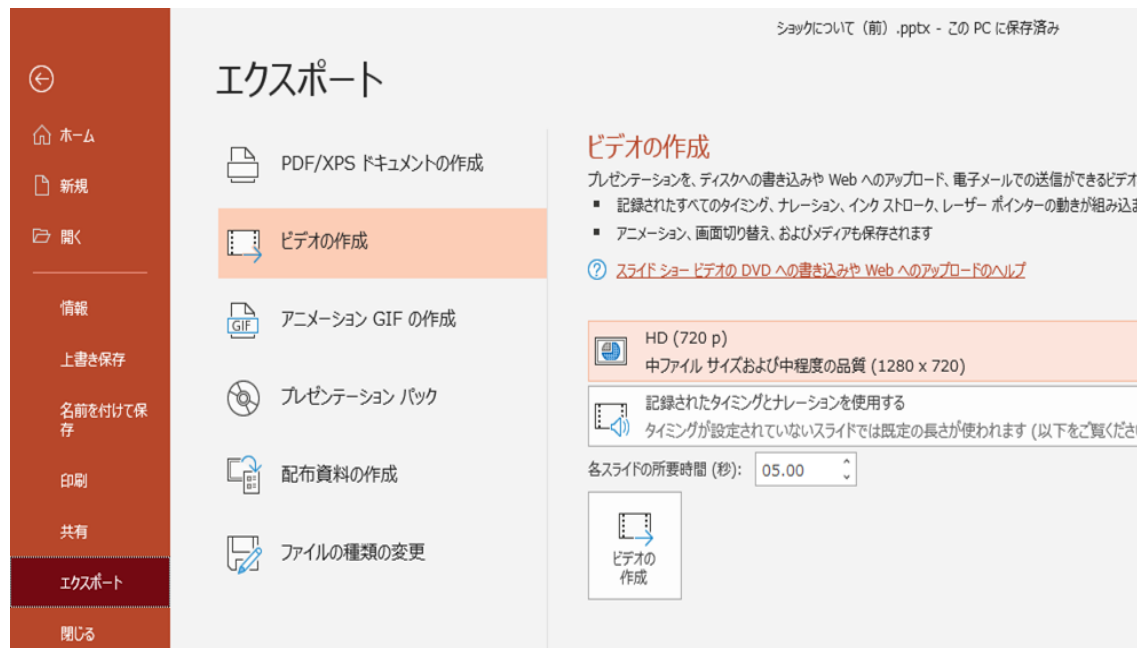 ショックについて（前）.pptx - この PC に保存済み
エクスポート
ホーム
新規
開く
情報
上書き保存
名前を付けて保
存
印刷
共有
エクスポート
閉じる
PDF/XPS ドキュメントの作成
ビデオの作成
アニメーション GIF の作成
GIF
プレゼンテーション パック
配布資料の作成
ファイルの種類の変更
ビデオの作成
プレゼンテーションを、ディスクへの書き込みや Web へのアップロード、電子メールでの送信ができるビデオ
■ 記録されたすべてのタイミング、ナレーション、インク ストローク、レーザー ポインターの動きが組み込ま
■ アニメーション、画面切り替え、およびメディアも保存されます
? スライド ショー ビデオの DVD への書き込みや Web へのアップロードのヘルプ
HD (720 p)
中ファイル サイズおよび中程度の品質 (1280 x 720)
記録されたタイミングとナレーションを使用する
タイミングが設定されていないスライドでは既定の長さが使われます (以下をご覧くださ
各スライドの所要時間 (秒): 05.00
ビデオの
作成